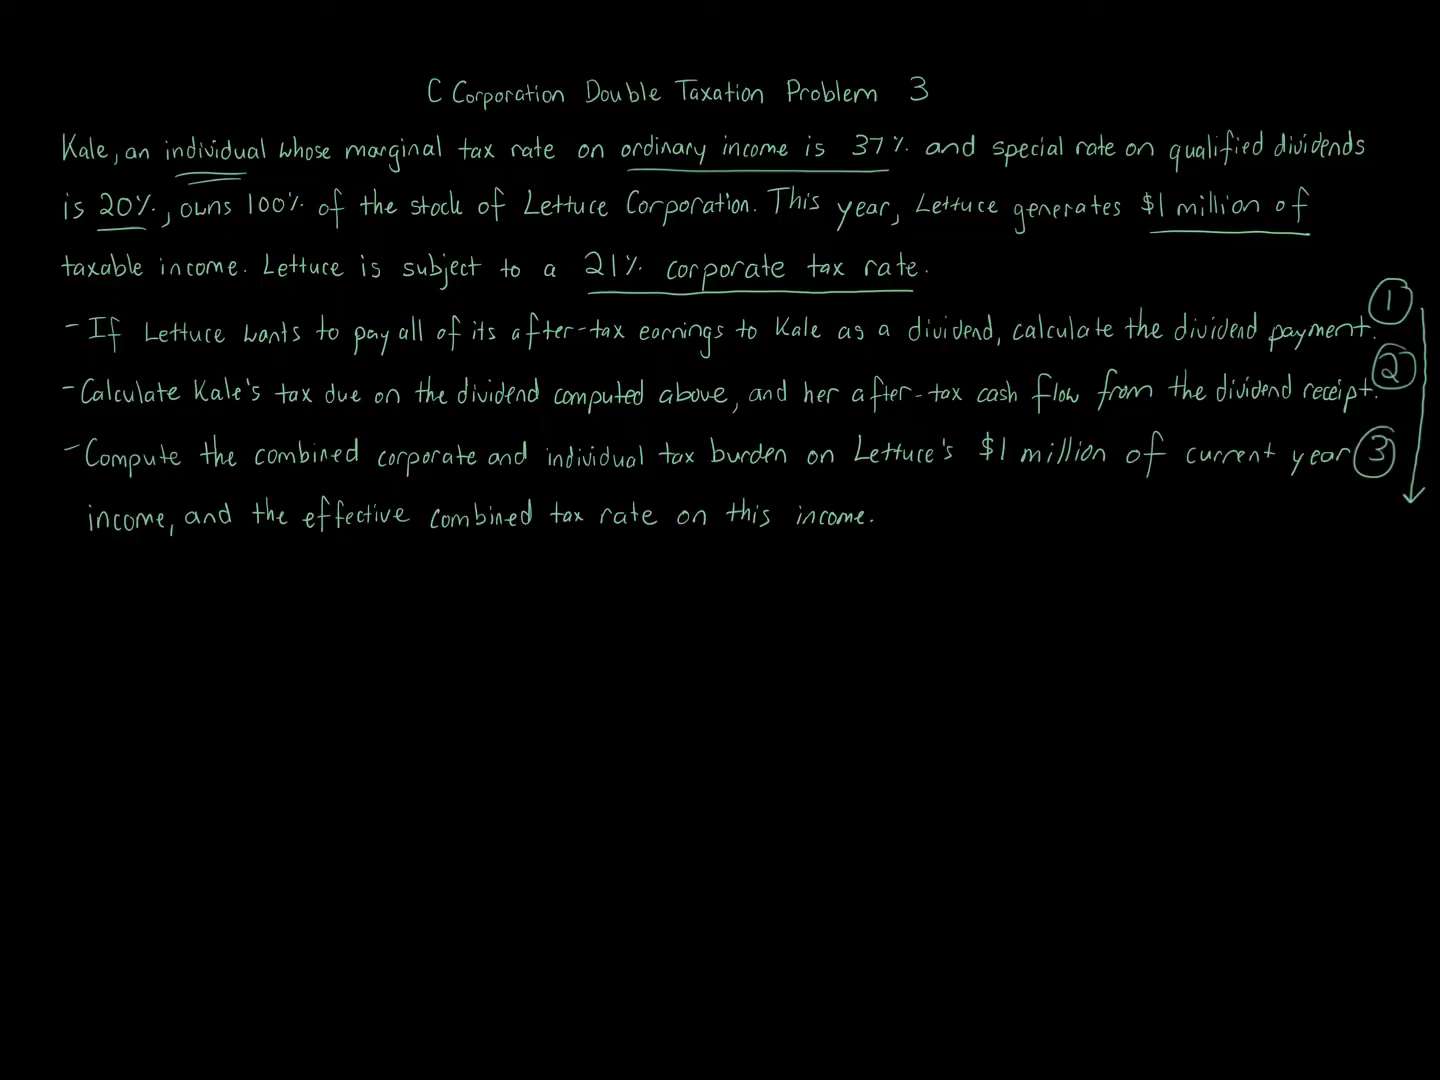 C Corporation Double Taxation Problem 3
Kale, an individual whose marginal tax rate on ordinary income is 37% and special rate on qualified dividends
is 20%, owns 100% of the stock of Lettuce Corporation. This year, Lettuce generates $1 million of
taxable income. Lettuce is subject to a 21% corporate tax rate.
- If Lettuce wants to pay all of its after-tax earnings to Kale as a dividend, calculate the dividend payment. 1
- Calculate Kale's tax due on the dividend computed above, and her after-tax cash flow from the dividend receipt. 2
- Compute the combined corporate and individual tax burden on Lettuce's $1 million of current year 3
income, and the effective combined tax rate on this income.